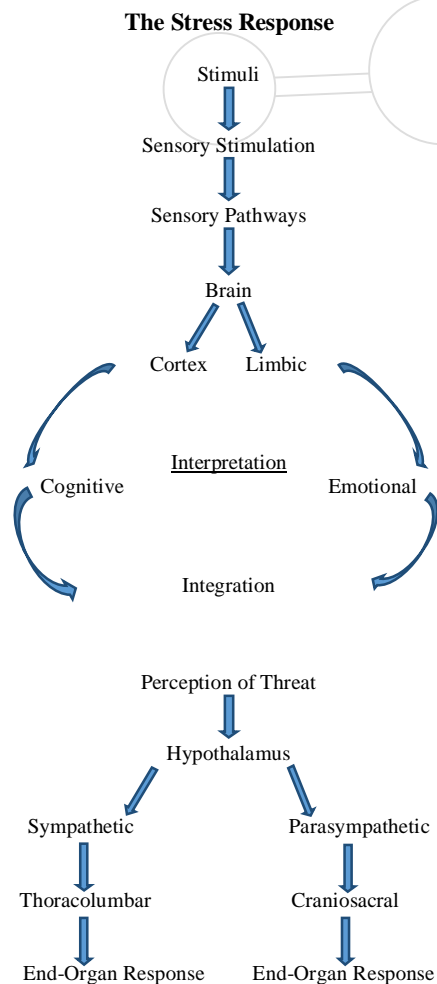 The Stress Response
Stimuli
Sensory Stimulation
Sensory Pathways
Brain
Cortex Limbic
Interpretation
Cognitive Emotional
Integration
Perception of Threat
Hypothalamus
Sympathetic Parasympathetic
Thoracolumbar Craniosacral
End-Organ Response End-Organ Response